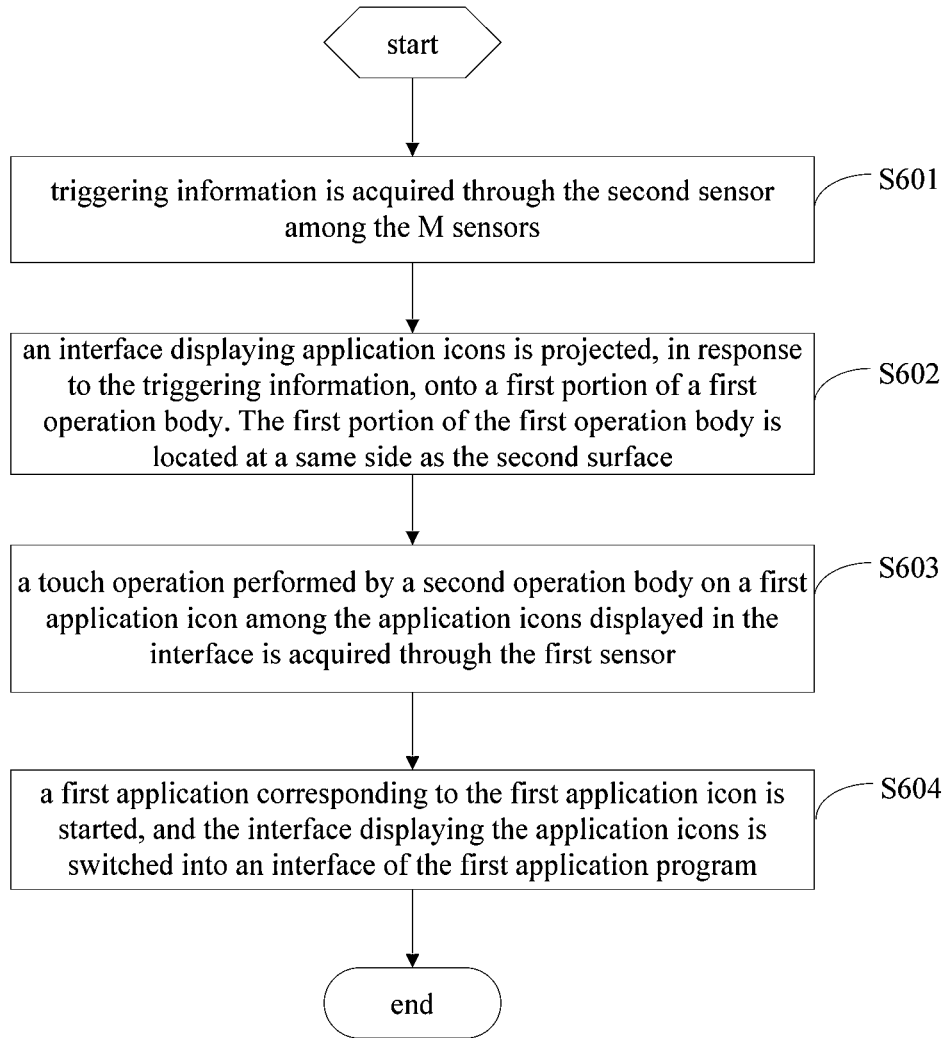 start
triggering information is acquired through the second sensor
among the M sensors
S601
an interface displaying application icons is projected, in response
to the triggering information, onto a first portion of a first
operation body. The first portion of the first operation body is
located at a same side as the second surface
S602
a touch operation performed by a second operation body on a first
application icon among the application icons displayed in the
interface is acquired through the first sensor
S603
a first application corresponding to the first application icon is
started, and the interface displaying the application icons is
switched into an interface of the first application program
S604
end